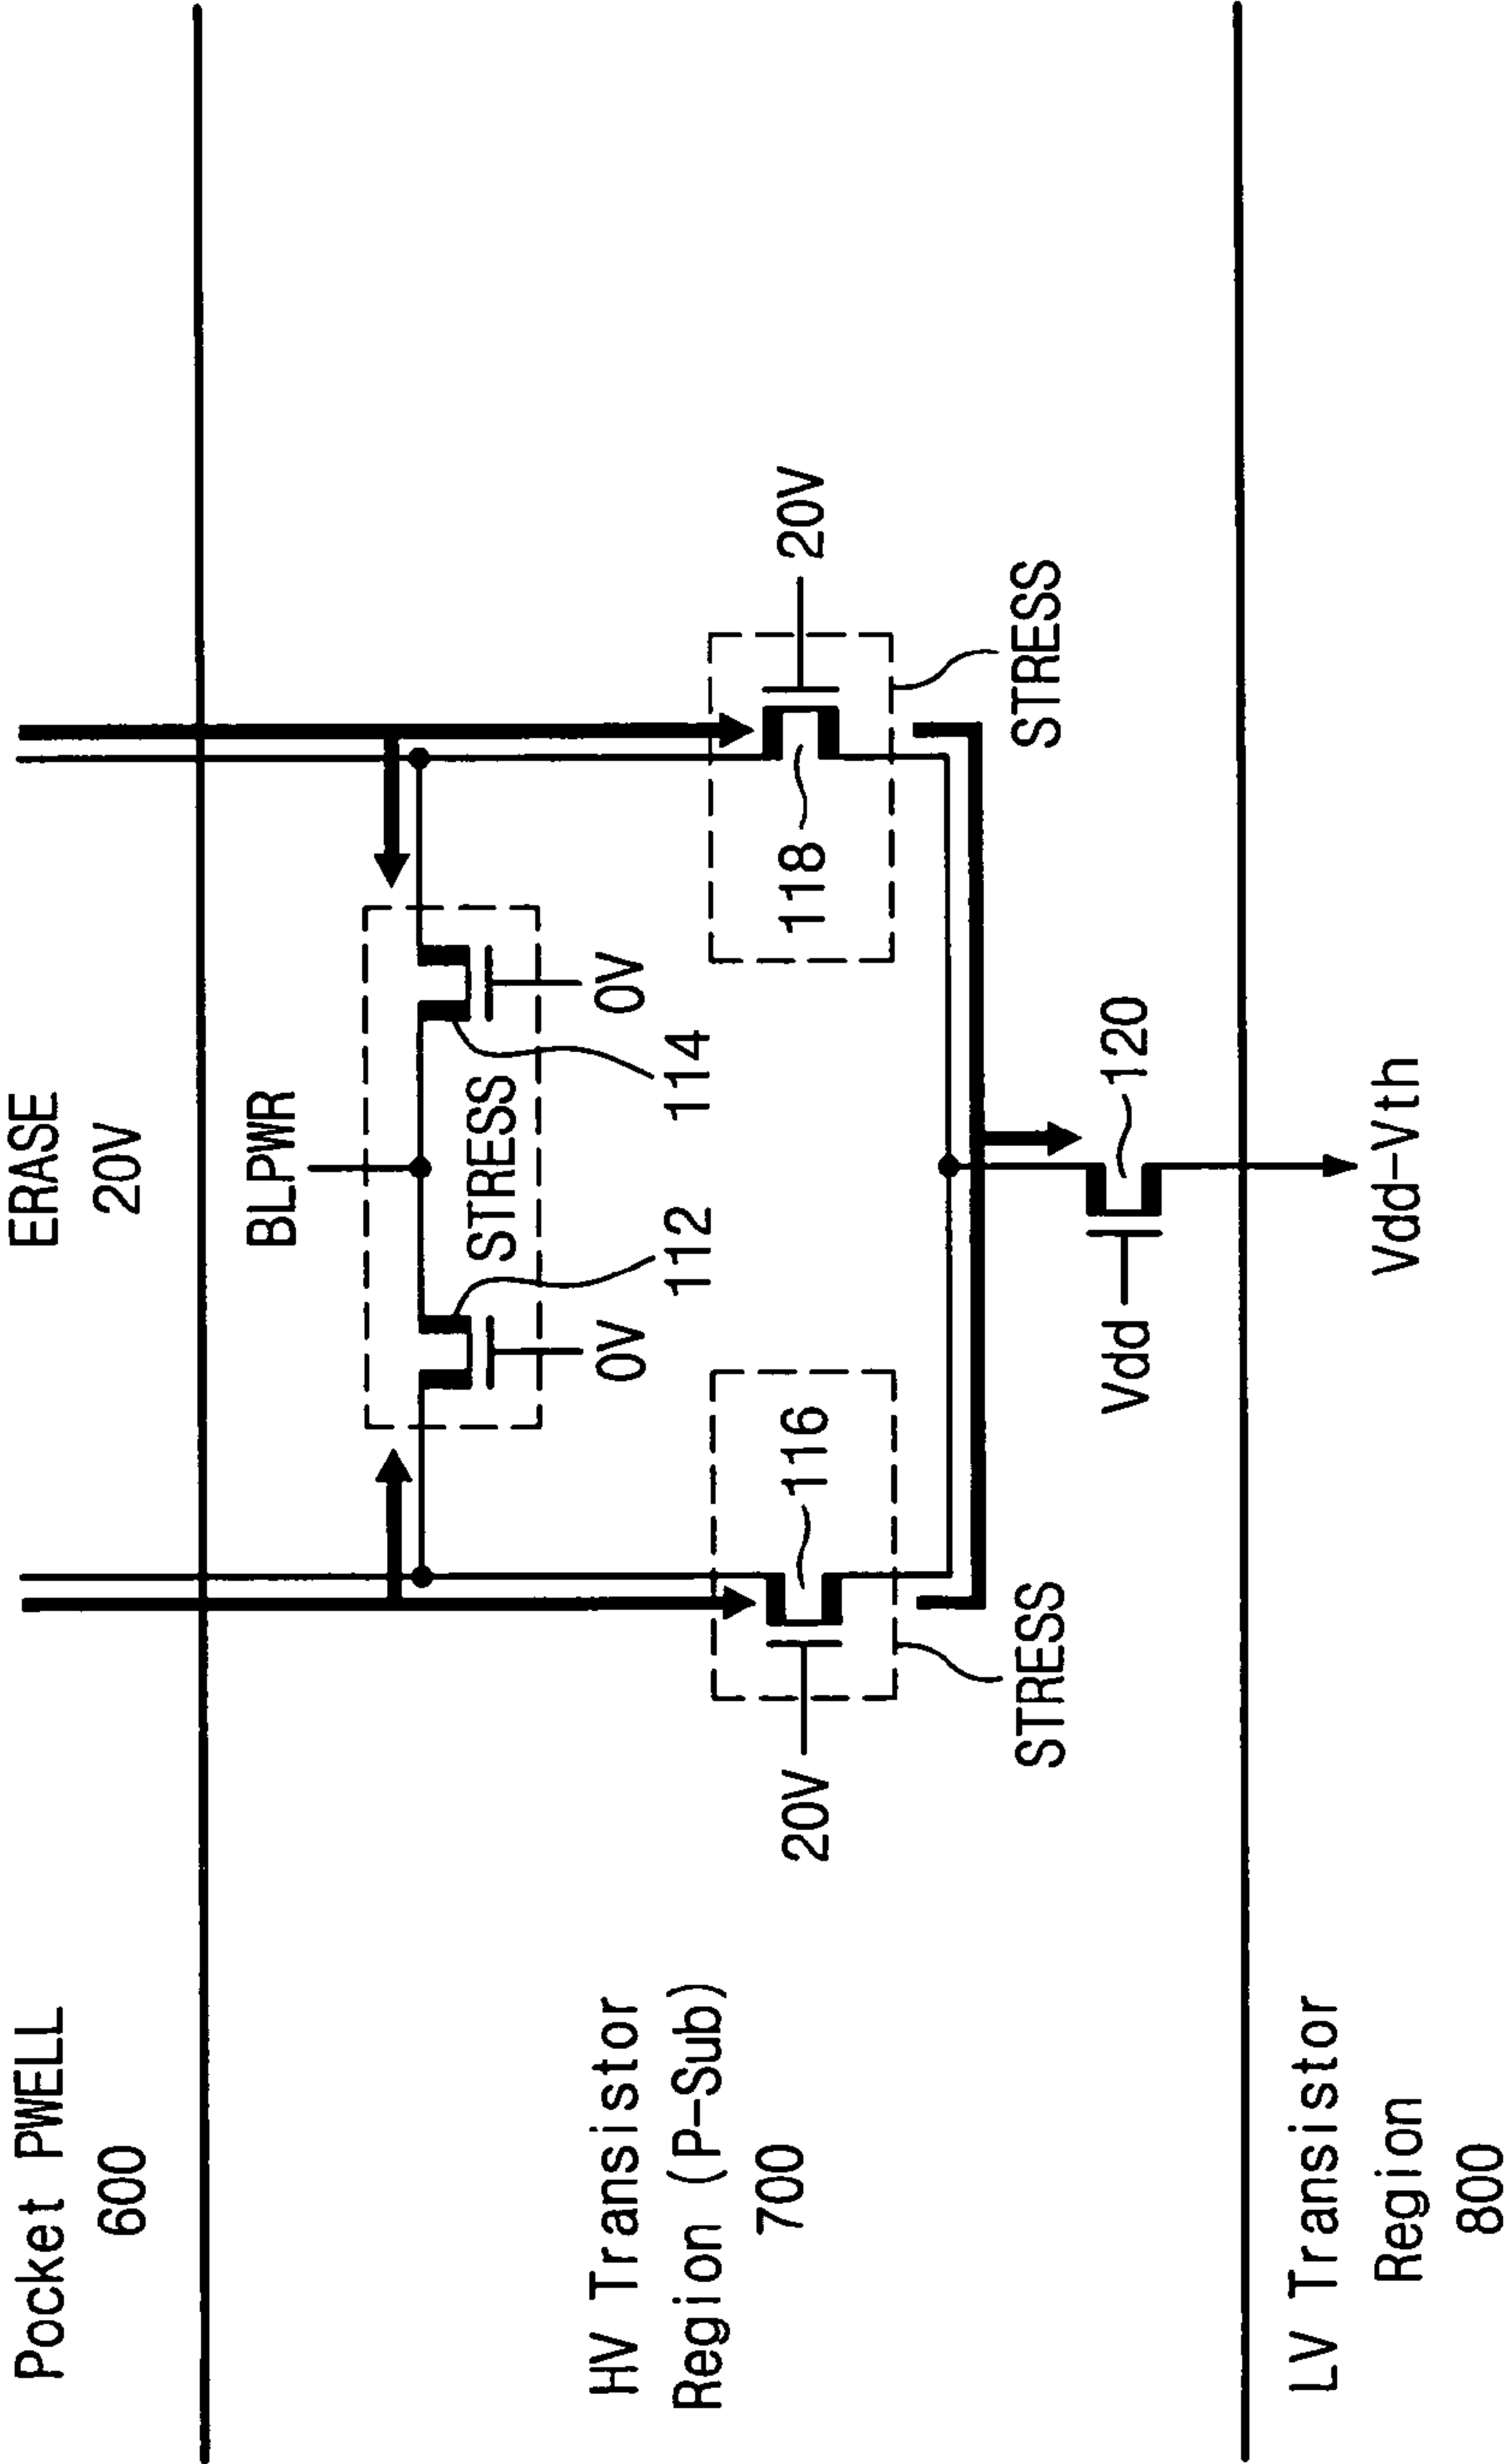 Pocket PWELL
600
ERASE
20V
BLPWR
STRESS
0V
0V
112
114
HV Transistor
Region (P-Sub)
700
20V
116
118
20V
STRESS
STRESS
Vdd
120
LV Transistor
Region
800
Vdd-Vth